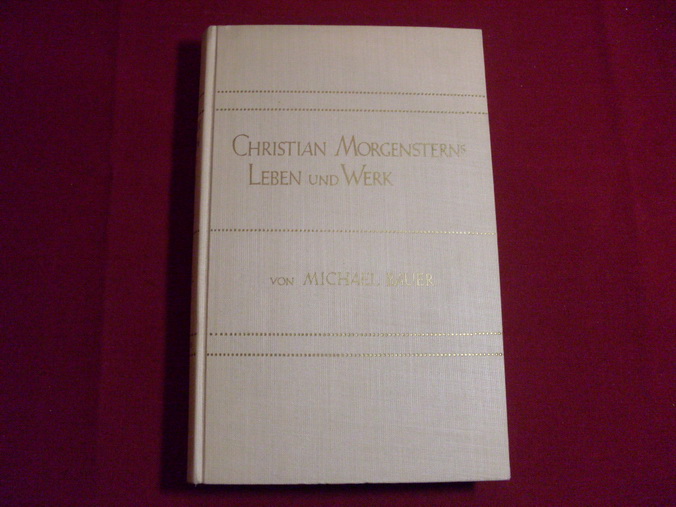 CHRISTIAN MORGENSTERNS
LEBEN UND WERK
VON MICHAEL BAUER